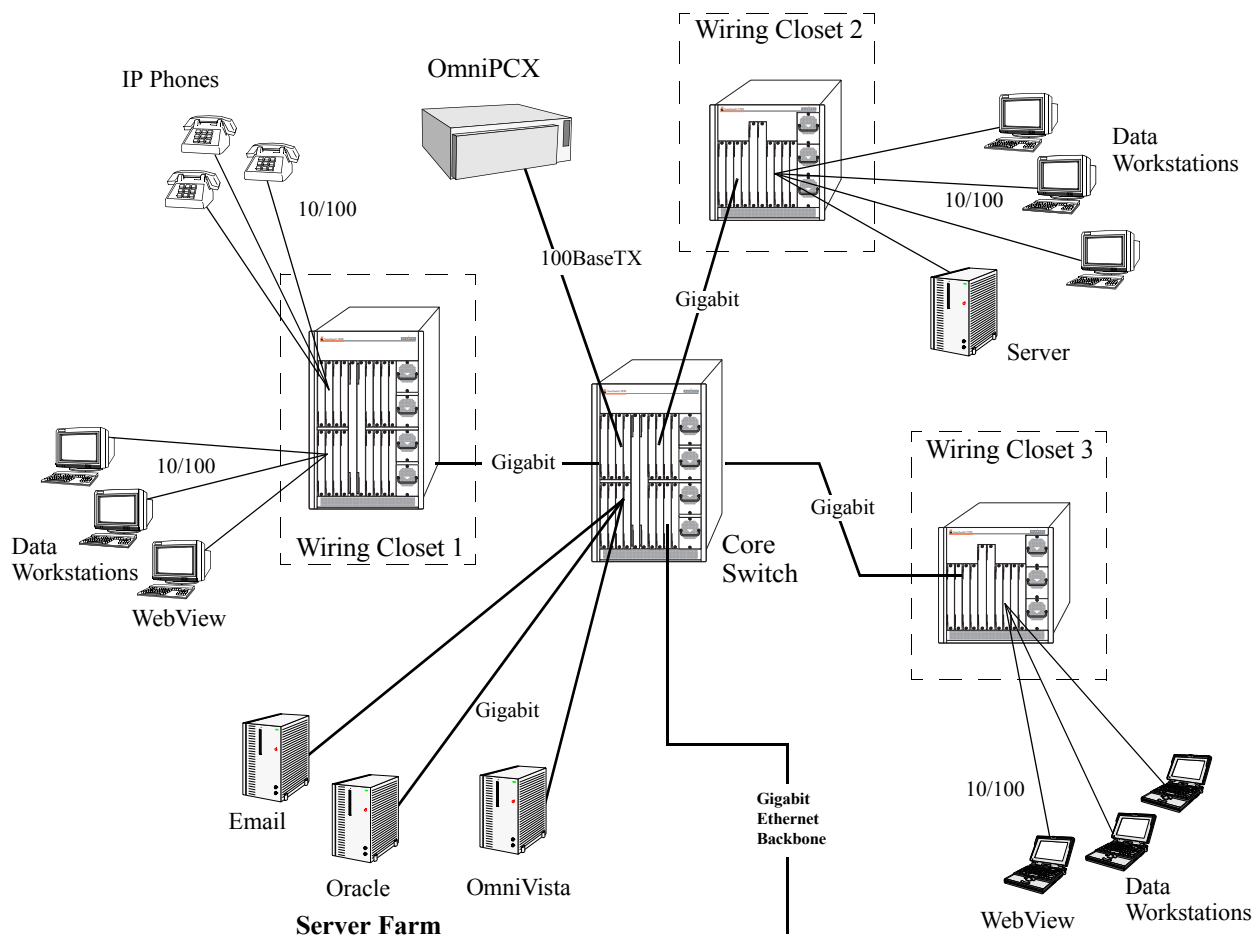 Wiring Closet 2
OmniPCX
IP Phones
Data
Workstations
10/100
10/100
100BaseTX
Gigabit
Server
Wiring Closet 3
10/100
Gigabit
Gigabit
Wiring Closet 1
Core
Switch
Data
Workstations
WebView
Gigabit
Email
Gigabit
Ethernet
Backbone
10/100
Oracle
OmniVista
Server Farm
WebView
Data
Workstations